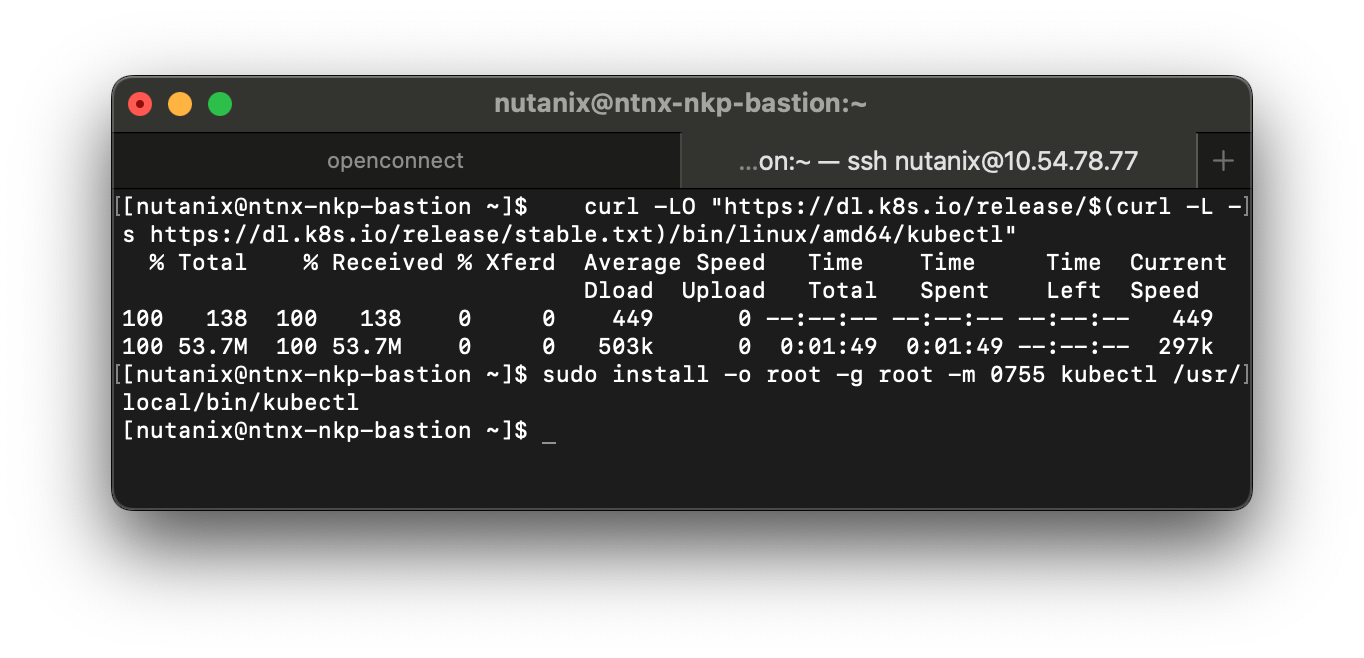 nutanix@ntnx-nkp-bastion:~
openconnect
...on:~ — ssh nutanix@10.54.78.77
+
[[nutanix@ntnx-nkp-bastion ~]$    curl -LO "https://dl.k8s.io/release/$(curl -L -]
s https://dl.k8s.io/release/stable.txt)/bin/linux/amd64/kubectl"
  % Total    % Received % Xferd  Average Speed   Time    Time     Time  Current
                                 Dload  Upload   Total   Spent    Left  Speed
100   138  100   138    0     0    449      0 --:--:-- --:--:-- --:--:--   449
100 53.7M  100 53.7M    0     0   503k      0  0:01:49  0:01:49 --:--:--  297k
[[nutanix@ntnx-nkp-bastion ~]$ sudo install -o root -g root -m 0755 kubectl /usr/]
local/bin/kubectl
[nutanix@ntnx-nkp-bastion ~]$ _